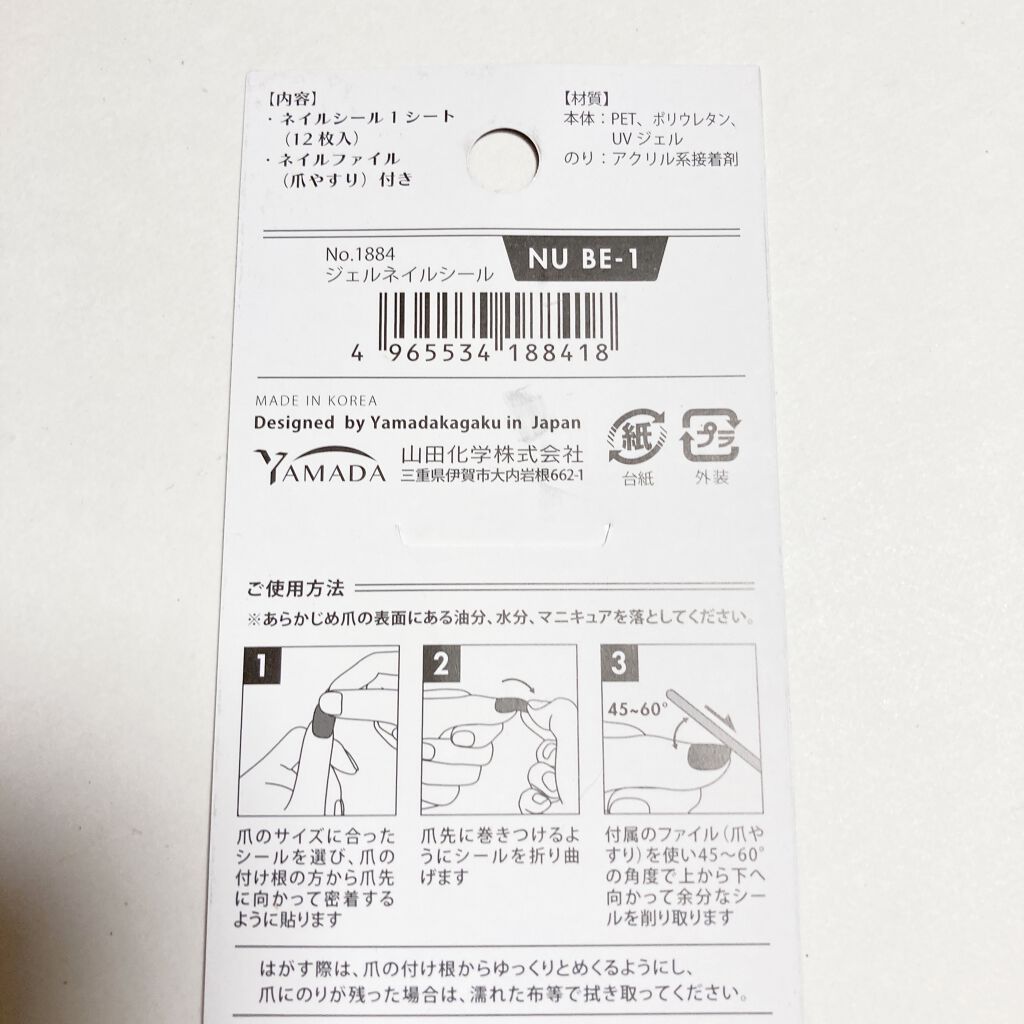 【内容】
・ネイルシール1シート
（12枚入）
・ネイルファイル
（爪やすり）付き
【材質】
本体：PET、ポリウレタン、
UVジェル
のり：アクリル系接着剤
No.1884
ジェルネイルシール
NU BE-1
4 965534 188418
MADE IN KOREA
Designed by Yamadakagaku in Japan
YAMADA
山田化学株式会社
三重県伊賀市大内岩根662-1
紙
台紙
プラ
外装
ご使用方法
※あらかじめ爪の表面にある油分、水分、マニキュアを落としてください。
1
爪のサイズに合った
シールを選び、爪の
付け根の方から爪先
に向かって密着する
ように貼ります
2
爪先に巻きつけるよ
うにシールを折り曲
げます
3
45~60°
付属のファイル（爪や
すり）を使い45～60°
の角度で上から下へ
向かって余分なシー
ルを削り取ります
はがす際は、爪の付け根からゆっくりとめくるようにし、
爪にのりが残った場合は、濡れた布等で拭き取ってください。